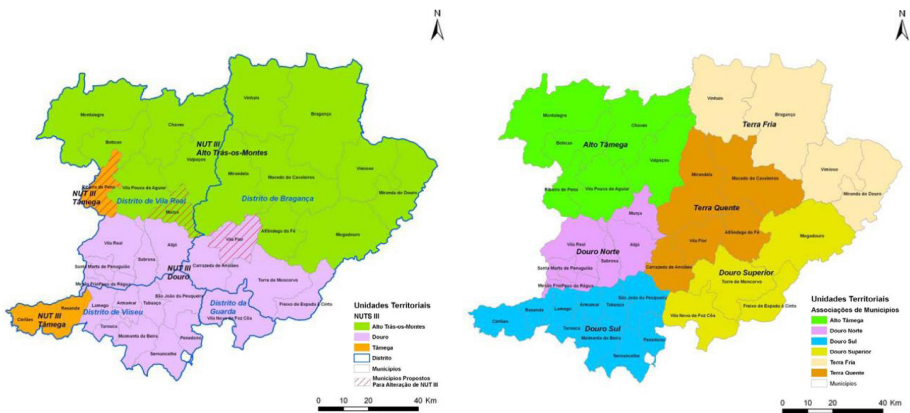 N
Vinhais
Bragança
Montalegre
Chaves
NUT III
Alto Trás-os-Montes
Boticas
Valpaços
Vimioso
Mirandela
Macedo de Cavaleiros
Ribeira de Pena
Vila Pouca de Aguiar
Miranda do Douro
NUT III
Tâmega
Distrito de Vila Real
Distrito de Bragança
Murça
Alfândega da Fé
Mogadouro
Vila Real
Alijó
Vila Flor
Sabrosa
Santa Marta de Penaguião
NUT III
Douro
Carrazeda de Ansiães
Torre de Moncorvo
Mesão Frio
Peso da Régua
São João da Pesqueira
Resende
Lamego
Armamar
Tabuaço
Freixo de Espada à Cinta
Cinfães
NUT III
Tâmega
Distrito de Viseu
Distrito da
Guarda
Vila Nova de Foz Côa
Tarouca
Moimenta da Beira
Penedono
Sernancelhe
Unidades Territoriais
NUTS III
Alto Trás-os-Montes
Douro
Tâmega
Distrito
Municípios
Municípios Propostos
Para Alteração de NUT III
0
10
20
40 Km
N
Vinhais
Bragança
Montalegre
Chaves
Terra Fria
Boticas
Alto Tâmega
Valpaços
Vimioso
Mirandela
Macedo de Cavaleiros
Ribeira de Pena
Vila Pouca de Aguiar
Miranda do Douro
Terra Quente
Murça
Alfândega da Fé
Mogadouro
Vila Real
Alijó
Vila Flor
Douro Norte
Sabrosa
Santa Marta de Penaguião
Carrazeda de Ansiães
Douro Superior
Torre de Moncorvo
Mesão Frio
Peso da Régua
São João da Pesqueira
Resende
Lamego
Armamar
Tabuaço
Freixo de Espada à Cinta
Cinfães
Vila Nova de Foz Côa
Tarouca
Douro Sul
Moimenta da Beira
Penedono
Sernancelhe
Unidades Territoriais
Associações de Municípios
Alto Tâmega
Douro Norte
Douro Sul
Douro Superior
Terra Fria
Terra Quente
Municípios
0
10
20
40 Km